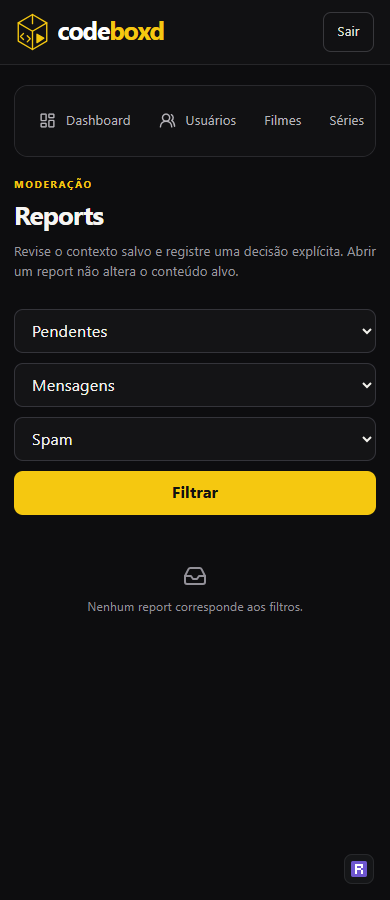 codeboxd
Sair
Dashboard Usuários Filmes Séries
MODERAÇÃO
Reports
Revise o contexto salvo e registre uma decisão explícita. Abrir
um report não altera o conteúdo alvo.
Pendentes
Mensagens
Spam
Filtrar
Nenhum report corresponde aos filtros.
R